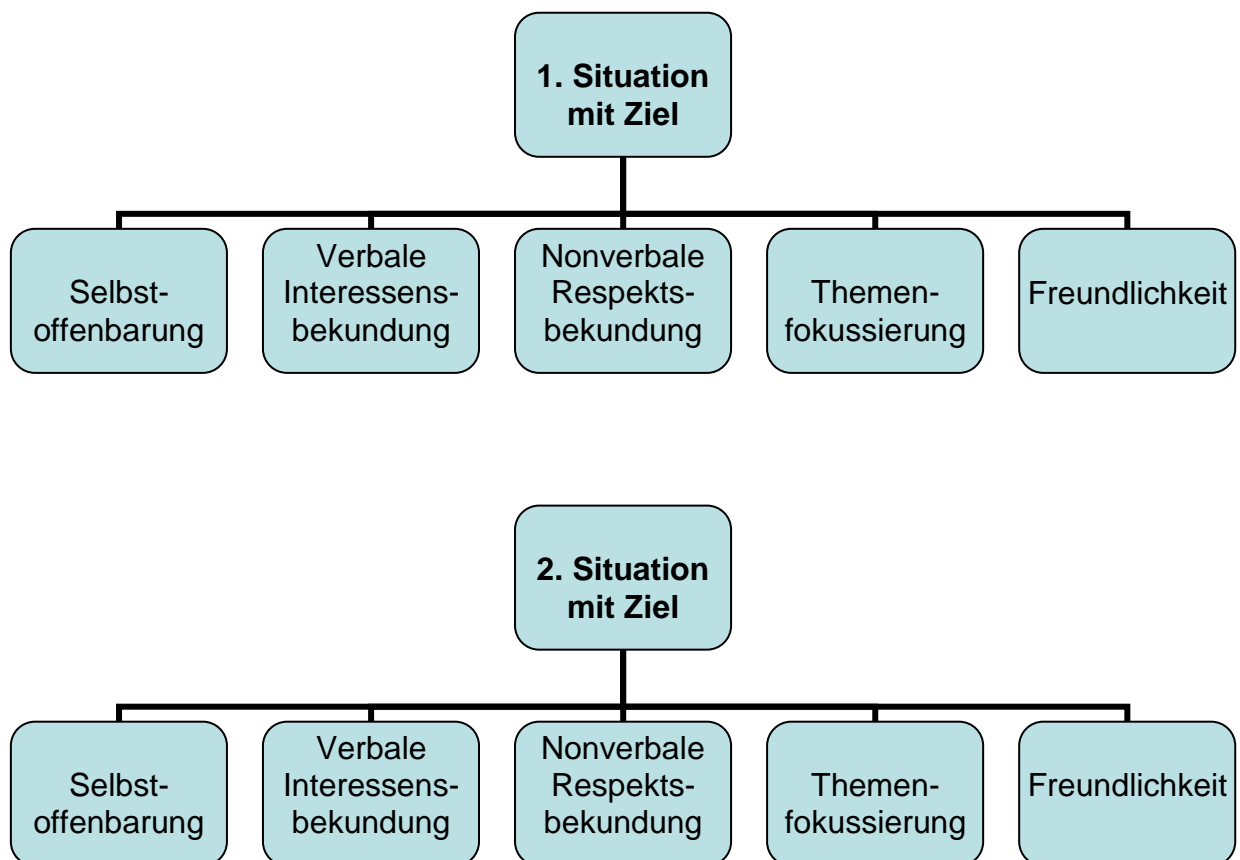 1. Situation
mit Ziel
Selbst-
offenbarung
Verbale
Interessens-
bekundung
Nonverbale
Respekts-
bekundung
Themen-
fokussierung
Freundlichkeit
2. Situation
mit Ziel
Selbst-
offenbarung
Verbale
Interessens-
bekundung
Nonverbale
Respekts-
bekundung
Themen-
fokussierung
Freundlichkeit